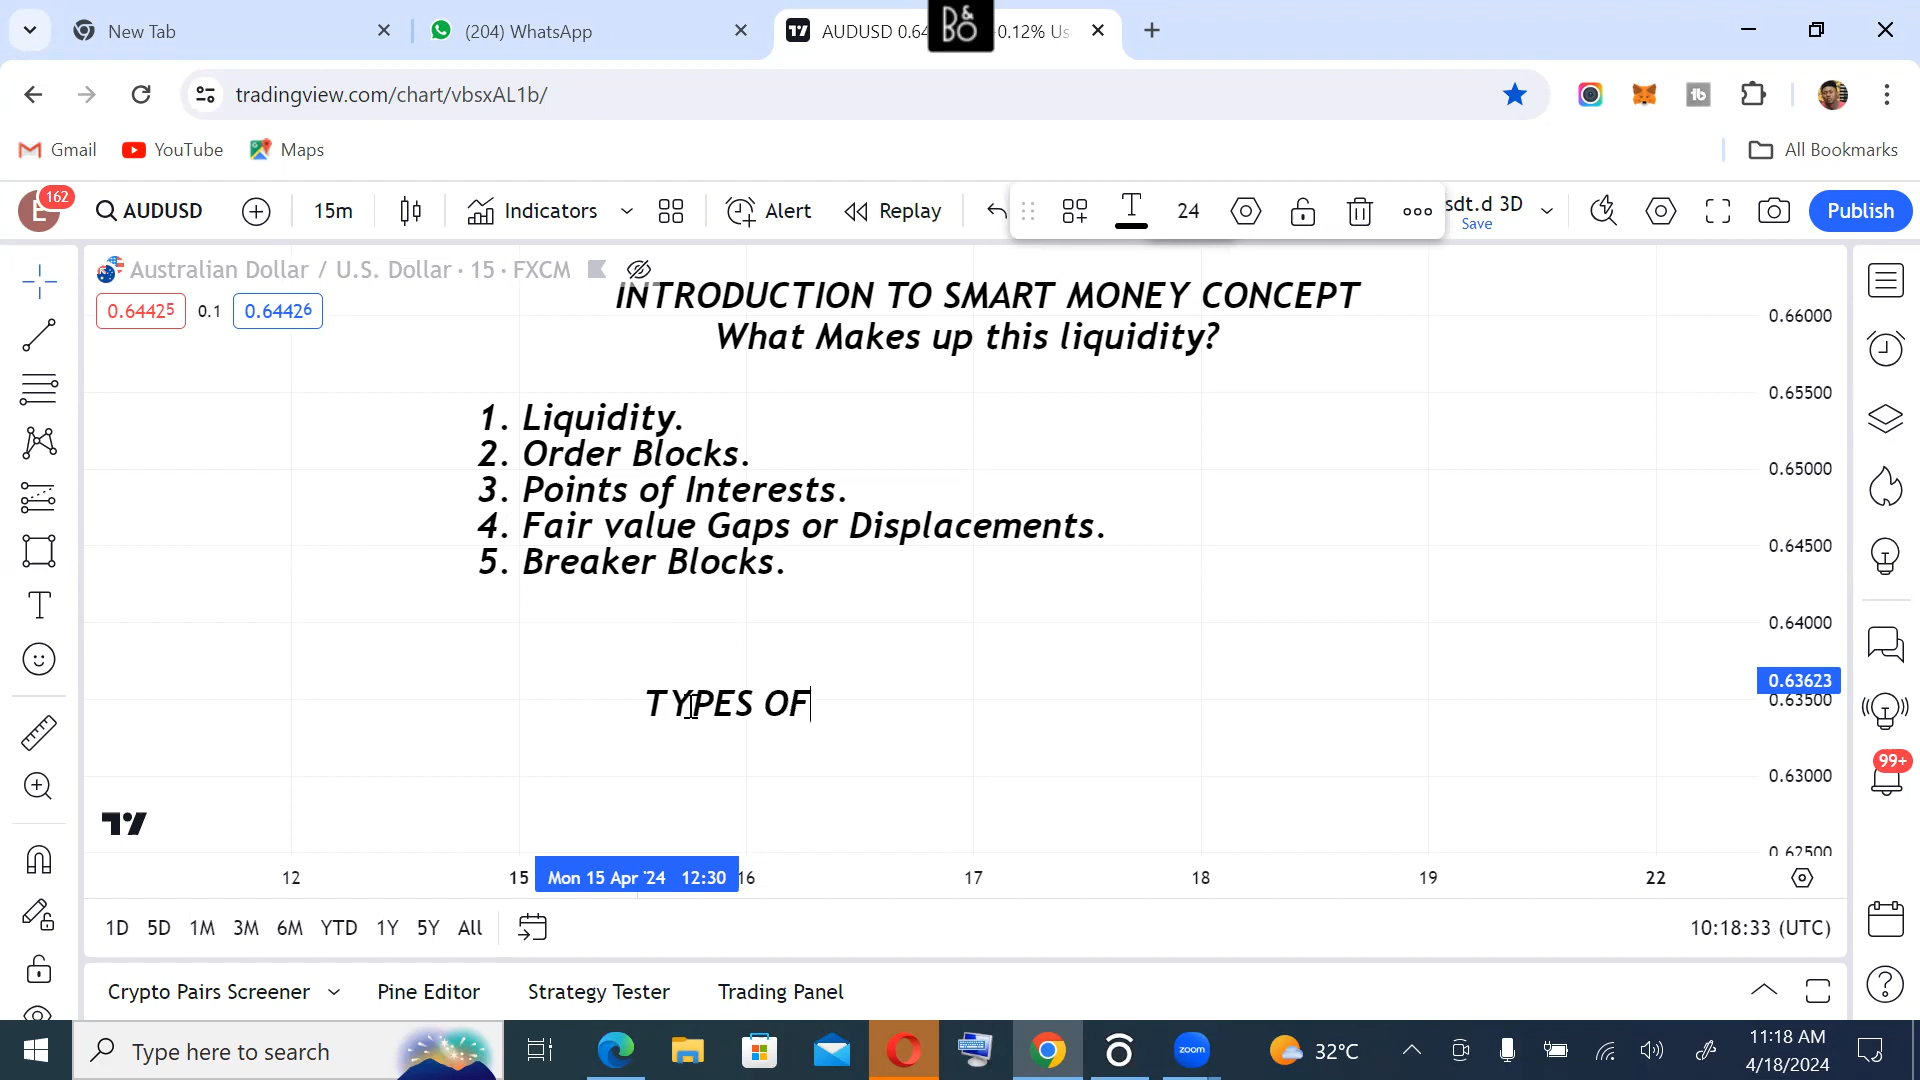 New Tab
(204) WhatsApp
AUDUSD 0.64
B&O
0.12% Us
tradingview.com/chart/vbsxAL1b/
Gmail
YouTube
Maps
All Bookmarks
E
162
AUDUSD
15m
Indicators
Alert
Replay
T
24
sdt.d 3D
Save
Publish
Australian Dollar / U.S. Dollar · 15 · FXCM
0.64425
0.1
0.64426
INTRODUCTION TO SMART MONEY CONCEPT
What Makes up this liquidity?
1. Liquidity.
2. Order Blocks.
3. Points of Interests.
4. Fair value Gaps or Displacements.
5. Breaker Blocks.
TYPES OF
0.66000
0.65500
0.65000
0.64500
0.64000
0.63623
0.63500
0.63000
0.62500
99+
12
15
Mon 15 Apr '24 12:30
16
17
18
19
22
1D 5D 1M 3M 6M YTD 1Y 5Y All
10:18:33 (UTC)
Crypto Pairs Screener
Pine Editor
Strategy Tester
Trading Panel
Type here to search
zoom
32°C
11:18 AM
4/18/2024